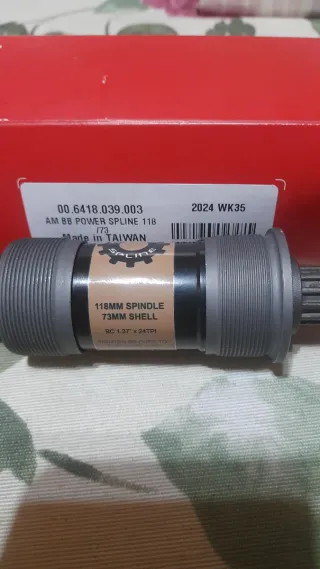 00.6418.039.003
2024 WK35
AM BB POWER SPLINE 118
/73
Made in TAIWAN
SPLINE
118MM SPINDLE
73MM SHELL
BC 1.37" x 24TPI